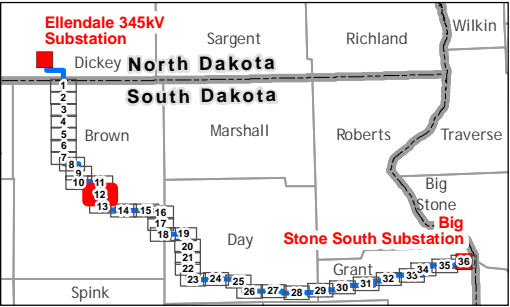 Ellendale 345kV
Substation
Wilkin
Sargent
Richland
Dickey
North Dakota
South Dakota
1
2
3
4
5
6
7
8
9
10
11
12
13
14
15
16
17
18
19
20
21
22
23
24
25
26
27
28
29
30
31
32
33
34
35
36
Brown
Marshall
Roberts
Traverse
Big
Stone
Big
Stone South Substation
Day
Grant
Spink